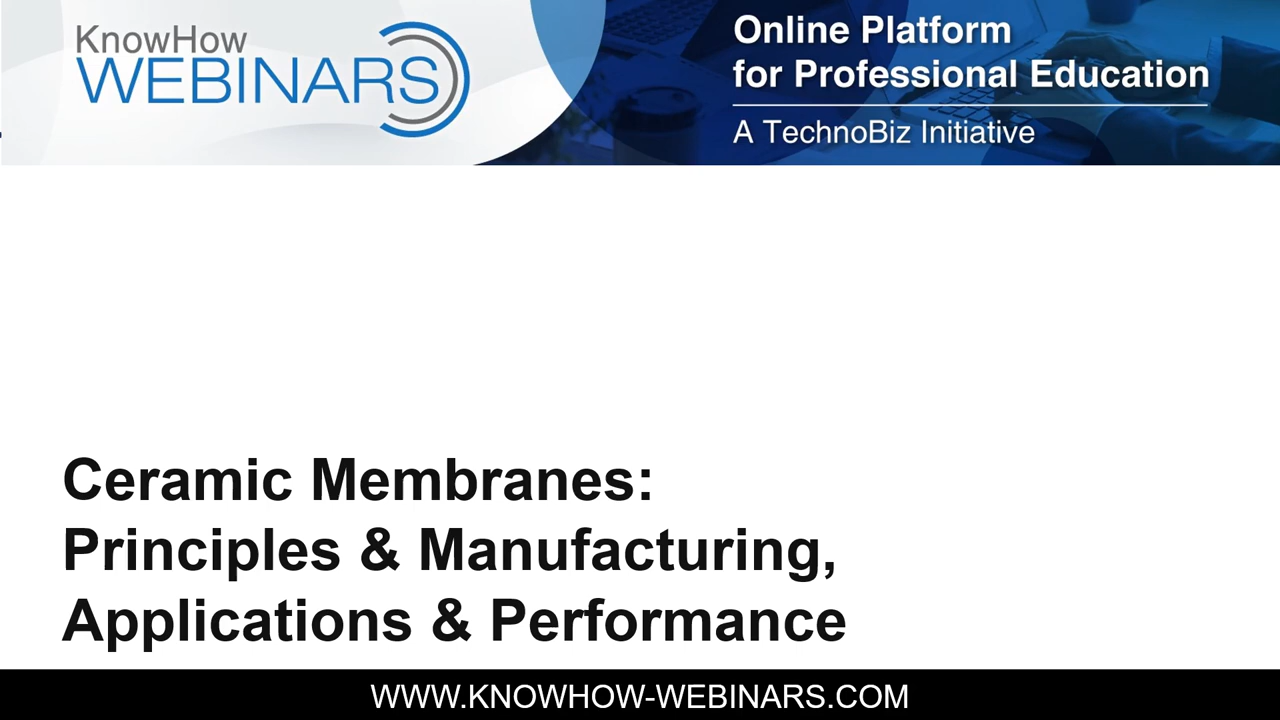 KnowHow
WEBINARS
Online Platform
for Professional Education
A TechnoBiz Initiative
Ceramic Membranes:
Principles & Manufacturing,
Applications & Performance
WWW.KNOWHOW-WEBINARS.COM